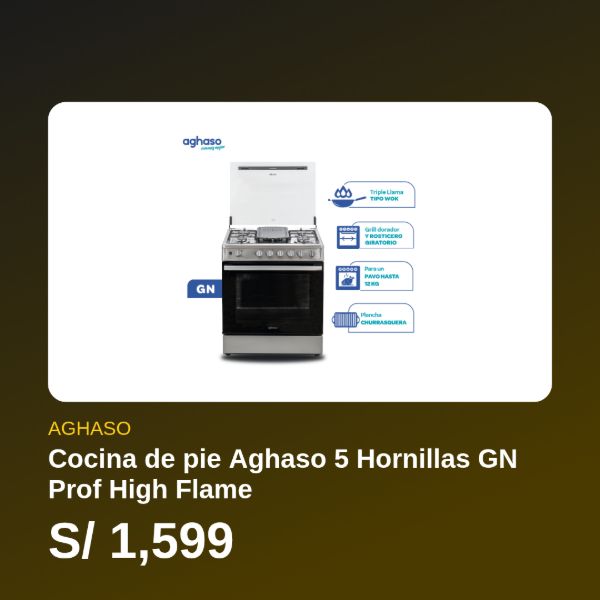 aghaso
Triple Llama
TIPO WOK
Grill dorador
Y ROSTICERO
GIRATORIO
GN
Para un
PAVO HASTA
12 KG
Plancha
CHURRASQUERA
AGHASO
Cocina de pie Aghaso 5 Hornillas GN
Prof High Flame
S/ 1,599